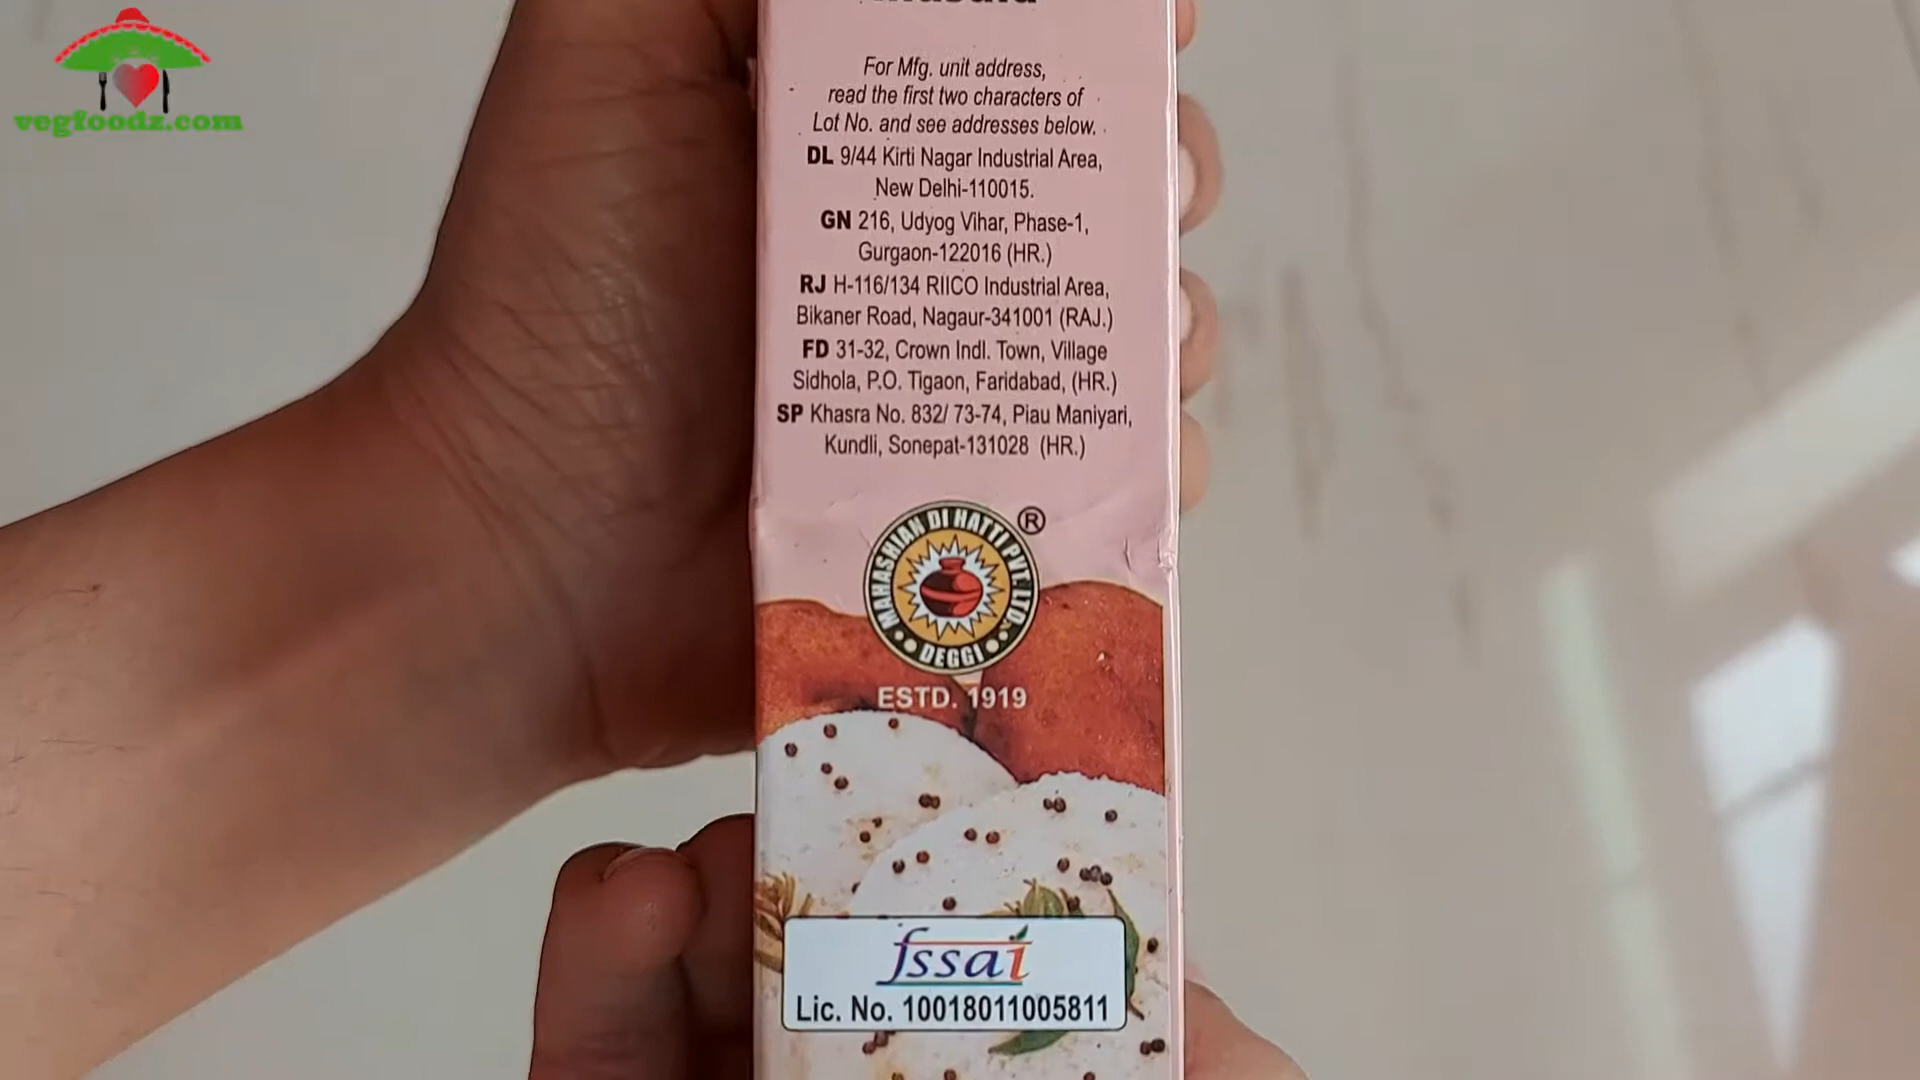 vegfoodz.com
For Mfg. unit address,
read the first two characters of
Lot No. and see addresses below.
DL 9/44 Kirti Nagar Industrial Area,
New Delhi-110015.
GN 216, Udyog Vihar, Phase-1,
Gurgaon-122016 (HR.)
RJ H-116/134 RIICO Industrial Area,
Bikaner Road, Nagaur-341001 (RAJ.)
FD 31-32, Crown Indl. Town, Village
Sidhola, P.O. Tigaon, Faridabad, (HR.)
SP Khasra No. 832/ 73-74, Piau Maniyari,
Kundli, Sonepat-131028 (HR.)
MAHASHIAN DI HATTI PVT. LTD. ®
DEGGI
ESTD. 1919
fssai
Lic. No. 10018011005811